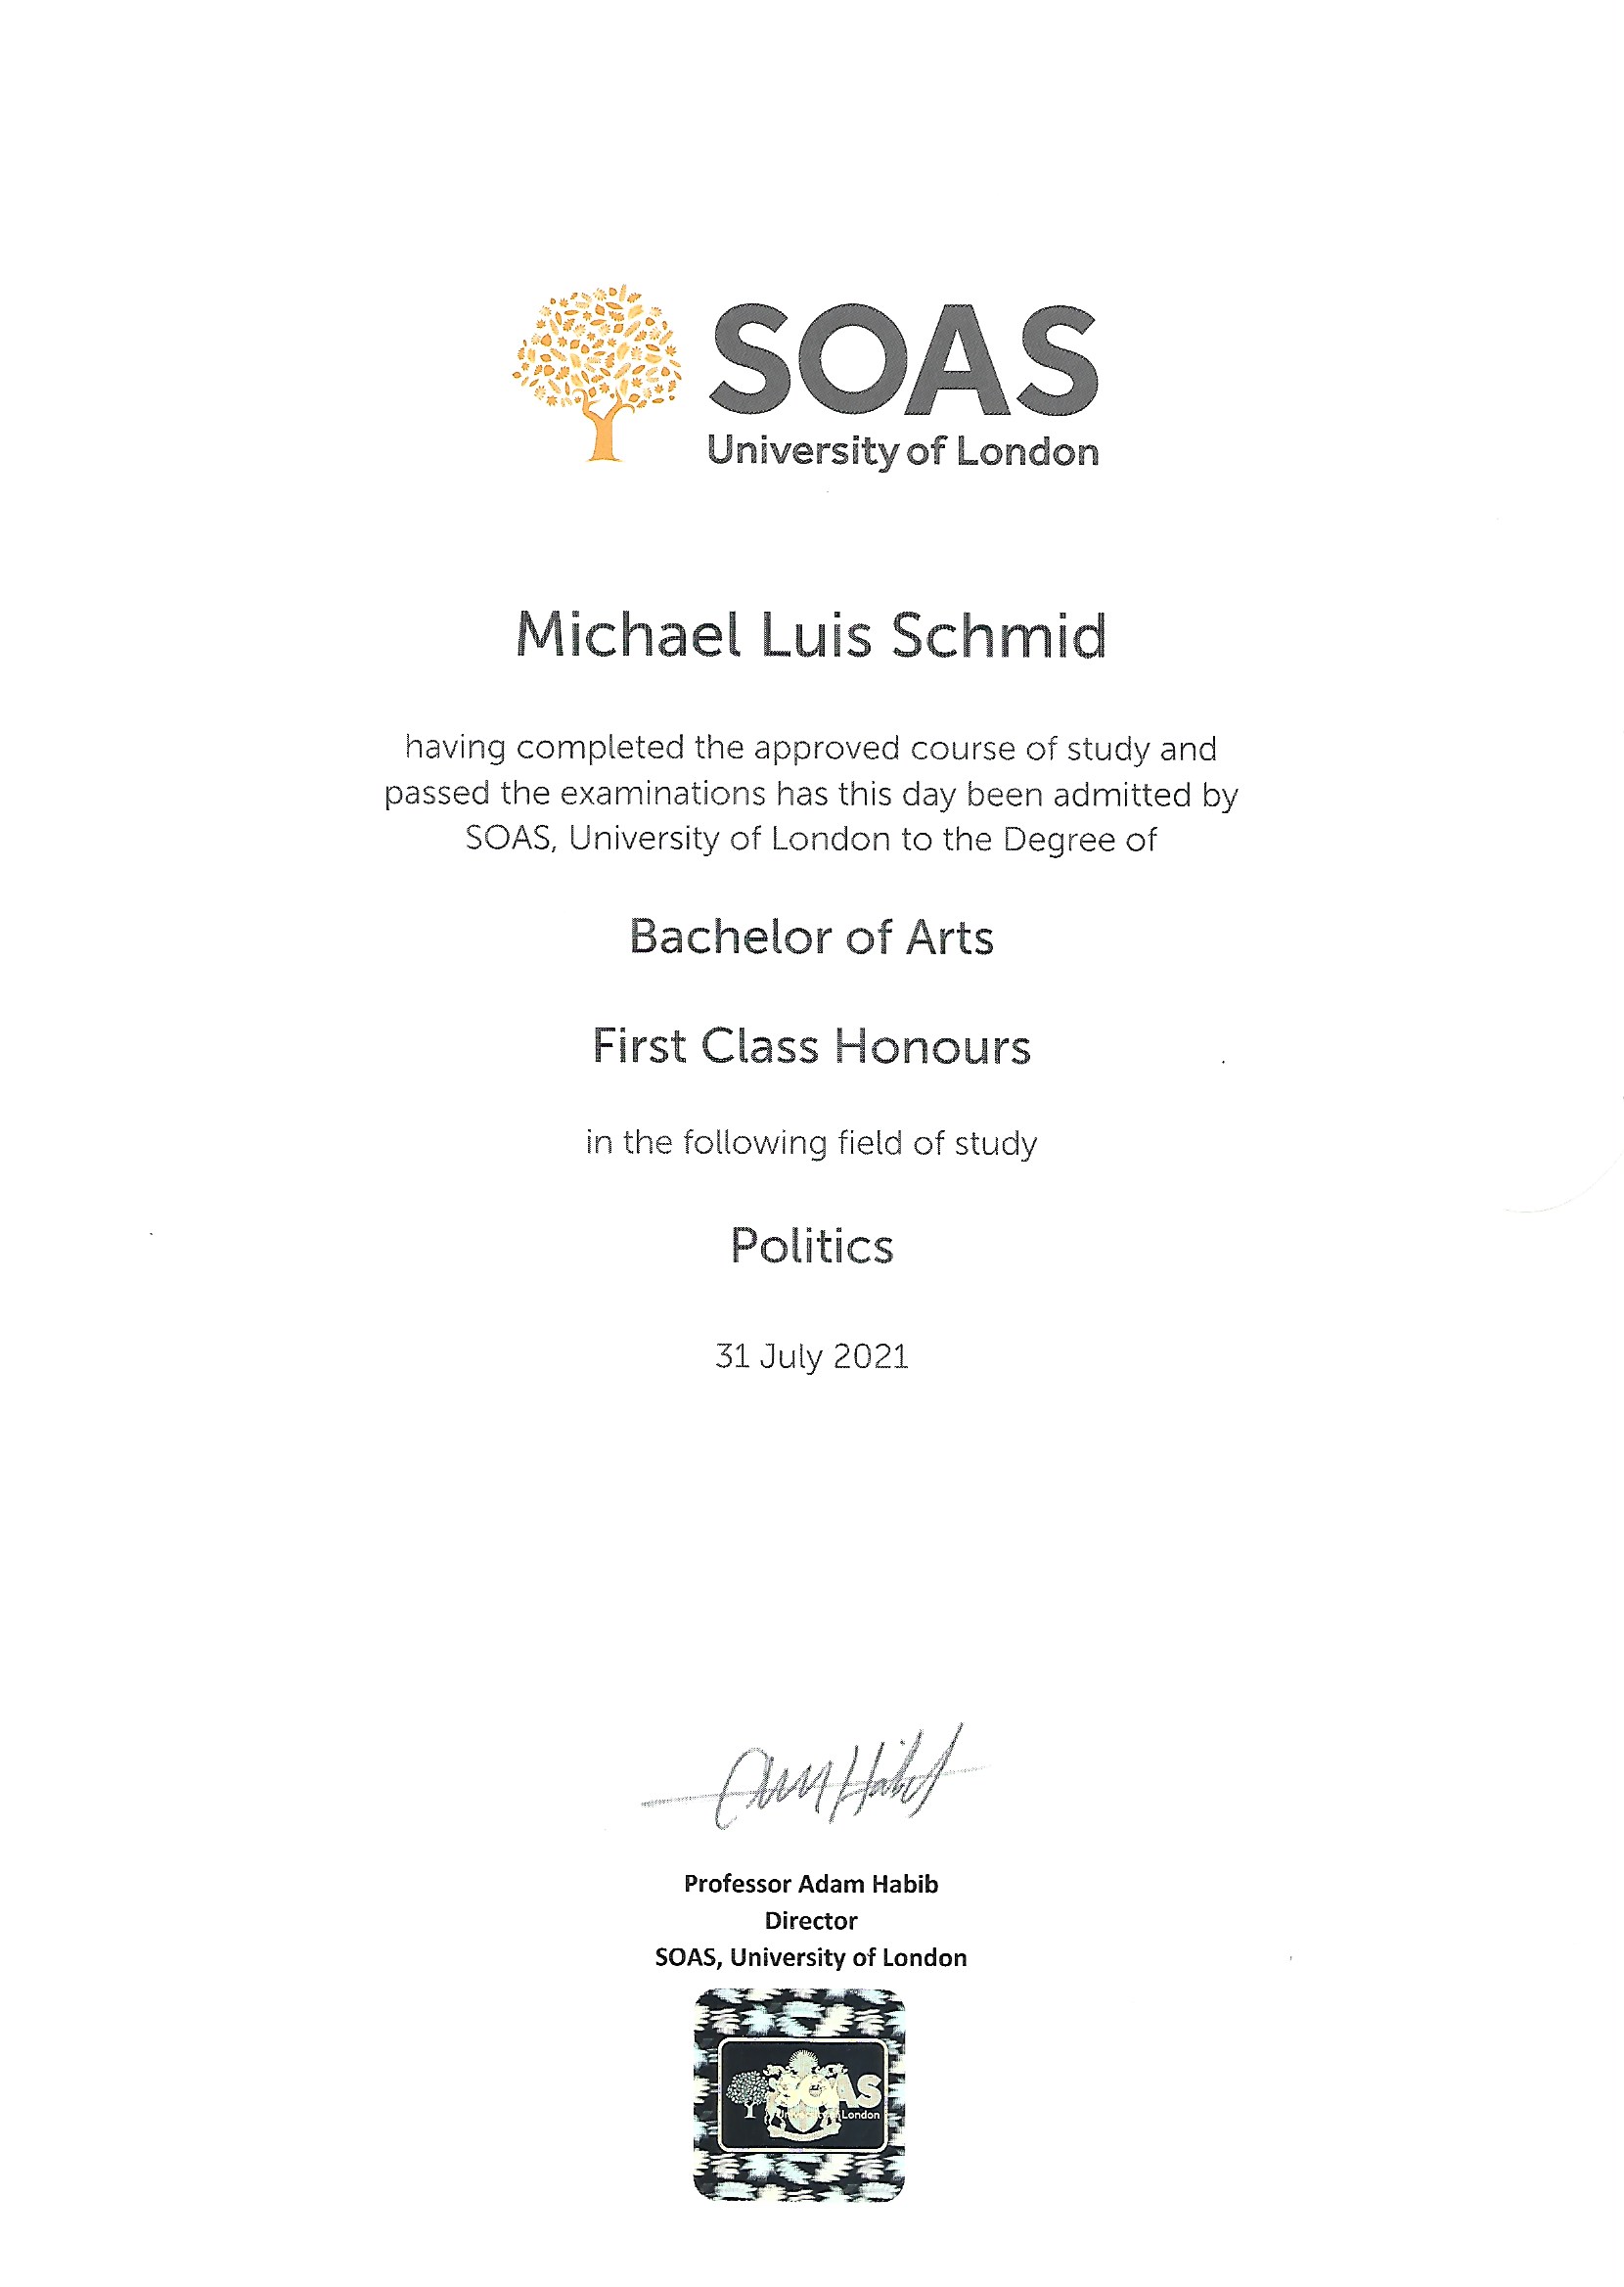 SOAS
University of London
Michael Luis Schmid
having completed the approved course of study and
passed the examinations has this day been admitted by
SOAS, University of London to the Degree of
Bachelor of Arts
First Class Honours
in the following field of study
Politics
31 July 2021
Professor Adam Habib
Director
SOAS, University of London
SOAS
University of London